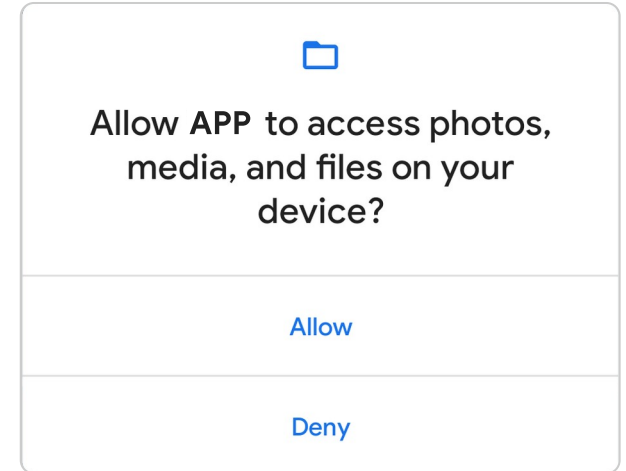 Allow APP to access photos,
media, and files on your
device?
Allow
Deny